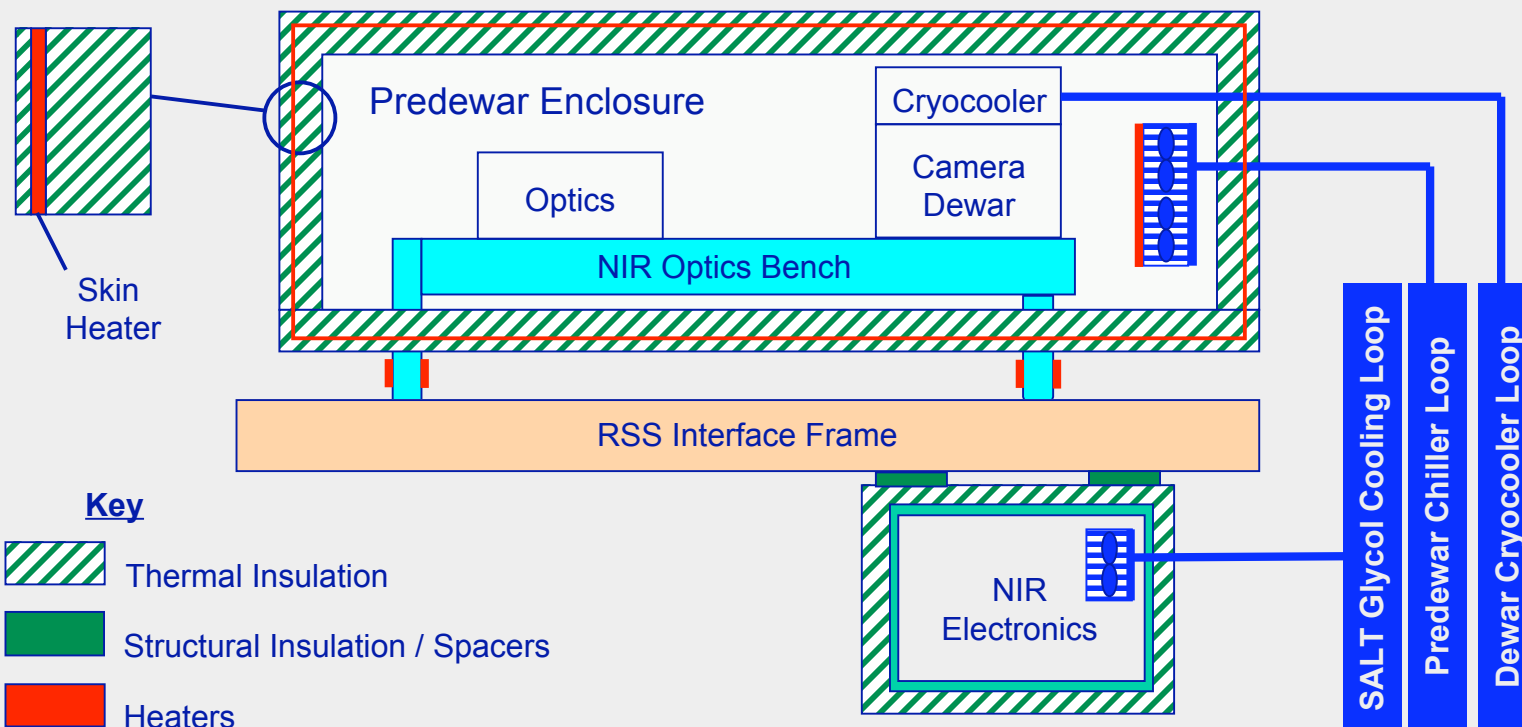 Predewar Enclosure
Cryocooler
Camera
Dewar
Optics
NIR Optics Bench
Skin
Heater
RSS Interface Frame
NIR
Electronics
SALT Glycol Cooling Loop
Predewar Chiller Loop
Dewar Cryocooler Loop
Key
Thermal Insulation
Structural Insulation / Spacers
Heaters